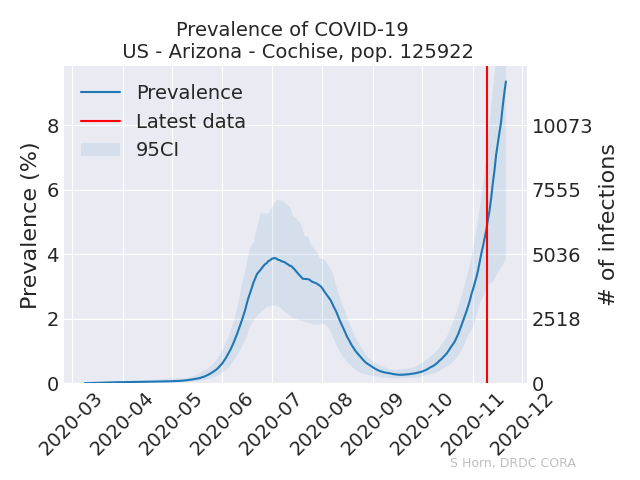 Prevalence of COVID-19
US - Arizona - Cochise, pop. 125922
Prevalence
Latest data
95CI
Prevalence (%)
8
6
4
2
0
10073
7555
5036
2518
0
# of infections
2020-03
2020-04
2020-05
2020-06
2020-07
2020-08
2020-09
2020-10
2020-11
2020-12
S Horn, DRDC CORA